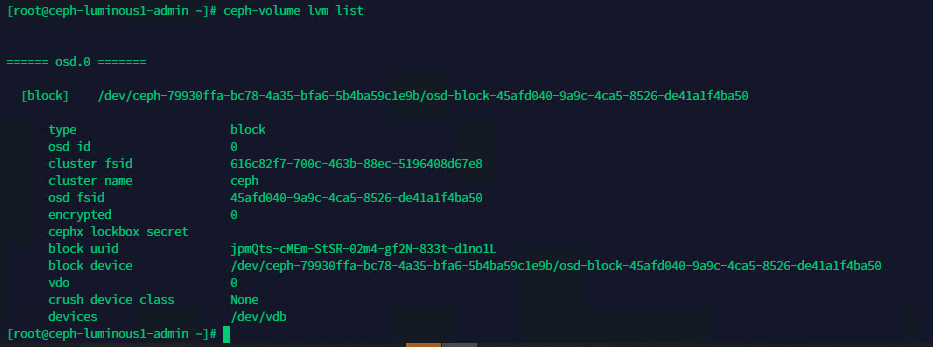 [root@ceph-luminous1-admin ~]# ceph-volume lvm list
====== osd.0 =======
[block] /dev/ceph-79930ffa-bc78-4a35-bfa6-5b4ba59c1e9b/osd-block-45afd040-9a9c-4ca5-8526-de41a1f4ba50
type block
osd id 0
cluster fsid 616c82f7-700c-463b-88ec-5196408d67e8
cluster name ceph
osd fsid 45afd040-9a9c-4ca5-8526-de41a1f4ba50
encrypted 0
cephx lockbox secret
block uuid jpmQts-cMEm-StSR-02m4-gf2N-833t-d1no1L
block device /dev/ceph-79930ffa-bc78-4a35-bfa6-5b4ba59c1e9b/osd-block-45afd040-9a9c-4ca5-8526-de41a1f4ba50
vdo 0
crush device class None
devices /dev/vdb
[root@ceph-luminous1-admin ~]#